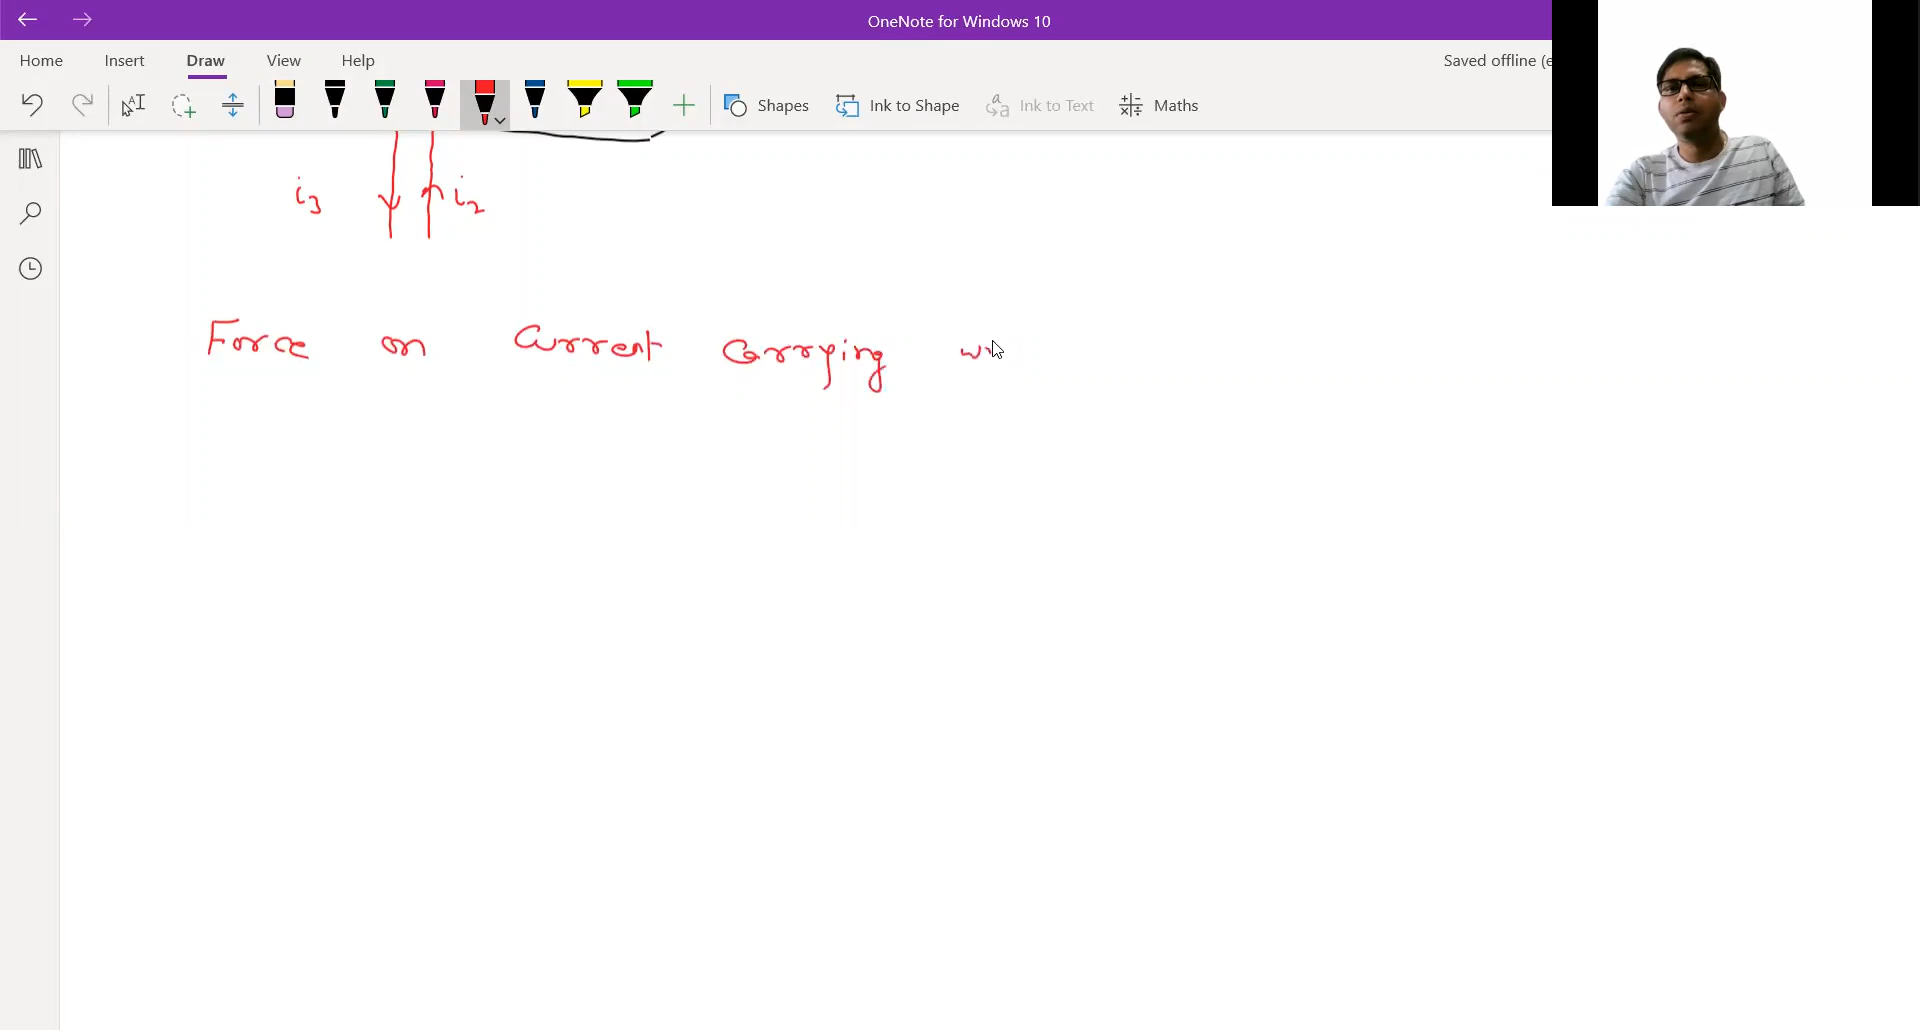 OneNote for Windows 10
Home Insert Draw View Help Saved offline (e
Shapes Ink to Shape Ink to Text Maths
i3 i2
Force on Current Carrying